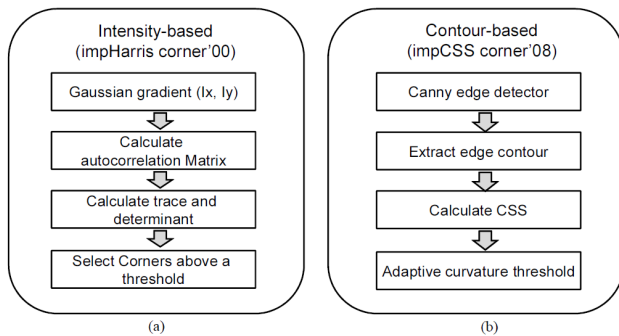 Intensity-based
(impHarris corner'00)
Gaussian gradient (Ix, Iy)
Calculate
autocorrelation Matrix
Calculate trace and
determinant
Select Corners above a
threshold
(a)
Contour-based
(impCSS corner'08)
Canny edge detector
Extract edge contour
Calculate CSS
Adaptive curvature threshold
(b)